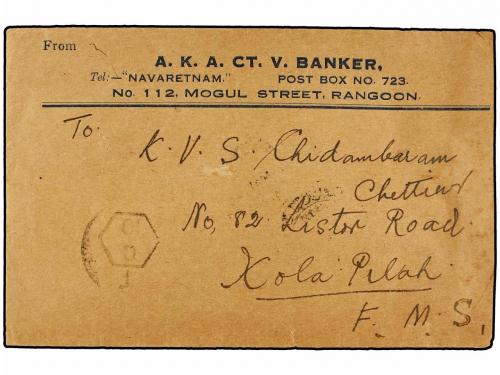 From
A. K. A. CT. V. BANKER,
Tel:—"NAVARETNAM." POST BOX NO. 723.
No. 112, MOGUL STREET, RANGOON.
To.
K. V. S. Chidambaram
Chettiar
No, 82 Lister Road
Kola Pilah
F. M. S.